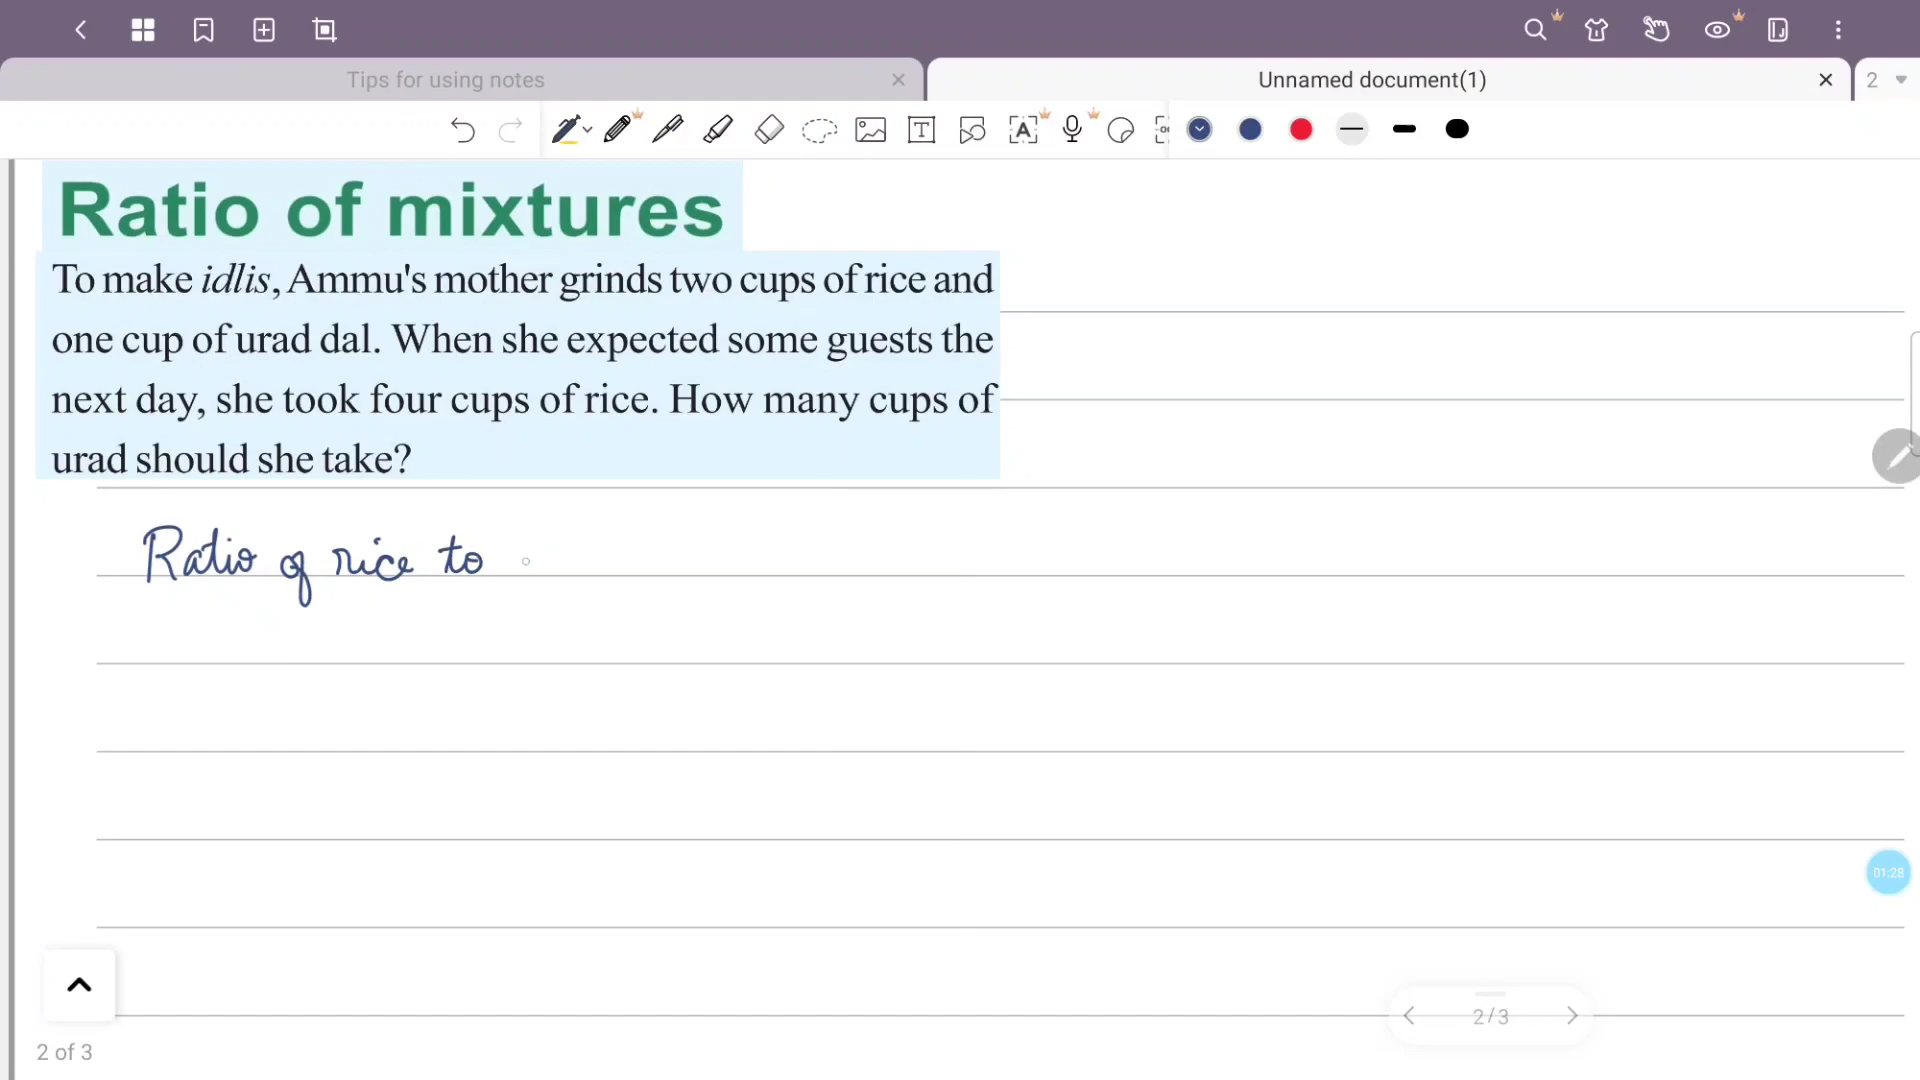 Tips for using notes
Unnamed document(1)
2
Ratio of mixtures
To make idlis, Ammu's mother grinds two cups of rice and
one cup of urad dal. When she expected some guests the
next day, she took four cups of rice. How many cups of
urad should she take?
Ratio of rice to
01:28
2/3
2 of 3